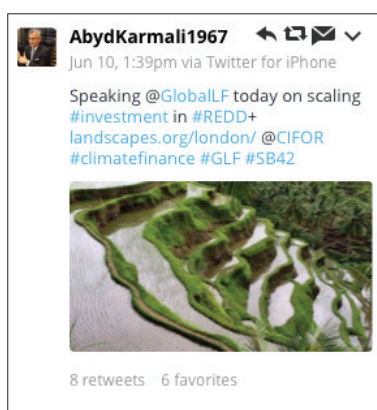 AbydKarmali1967
Jun 10, 1:39pm via Twitter for iPhone
Speaking @GlobalLF today on scaling
#investment in #REDD+
landscapes.org/london/ @CIFOR
#climatefinance #GLF #SB42
8 retweets 6 favorites